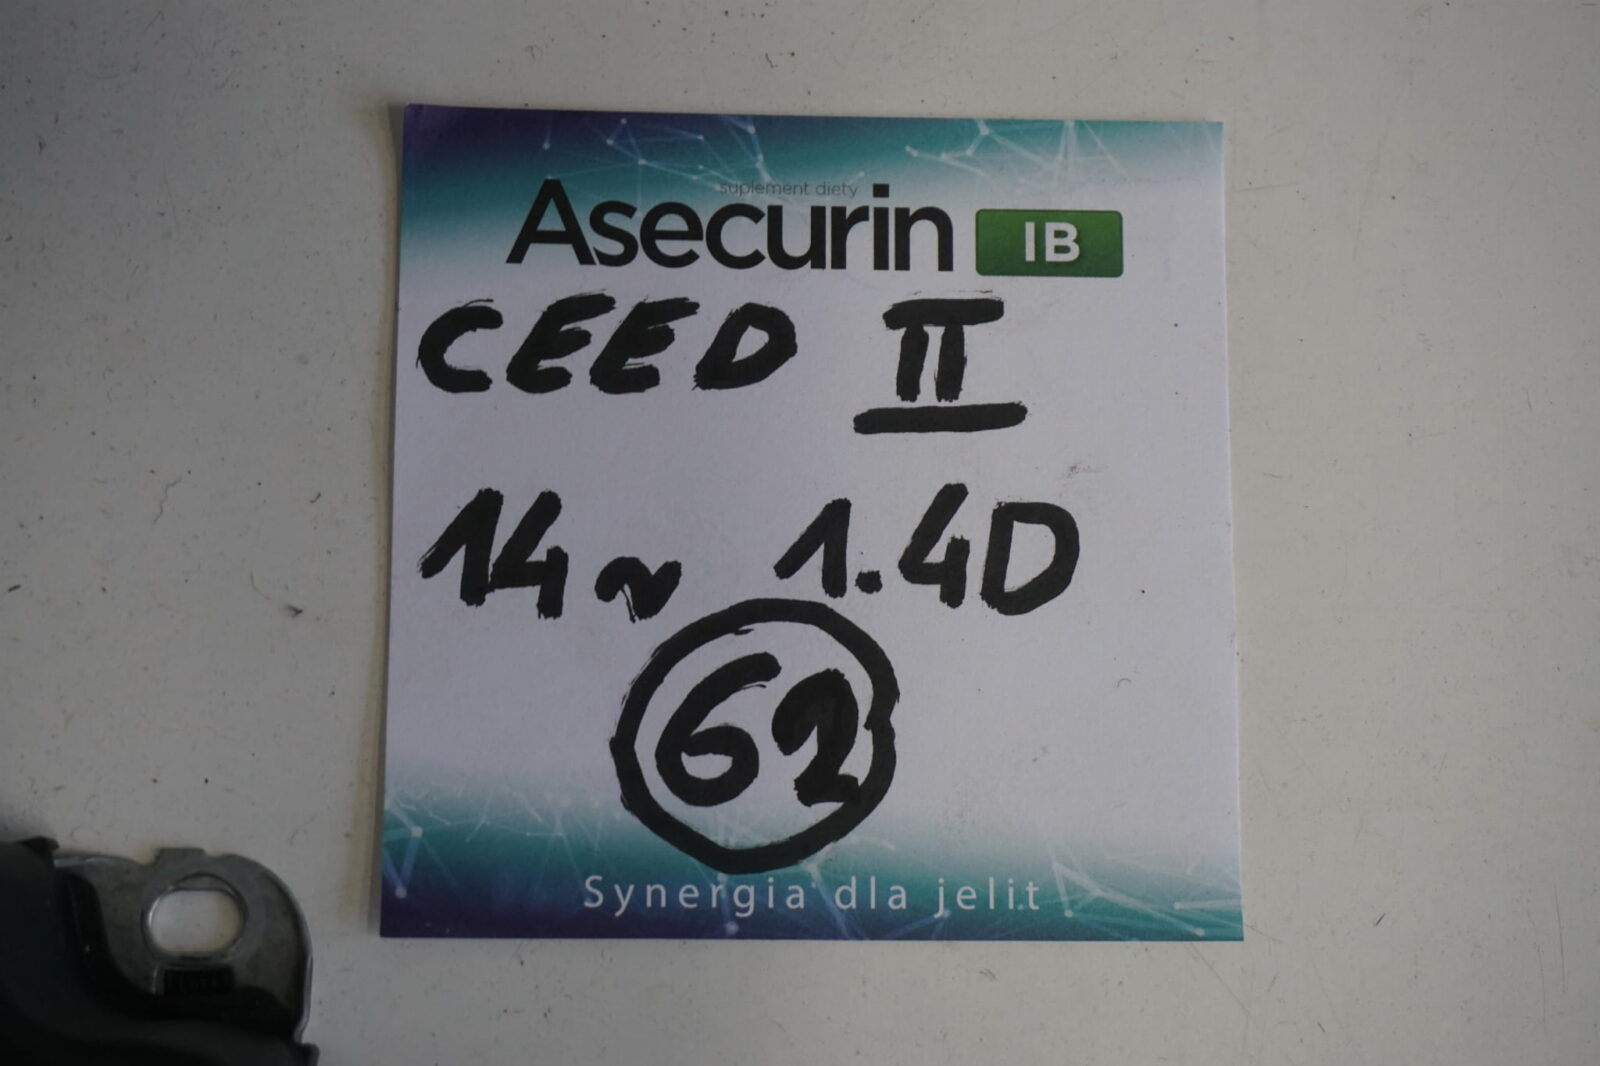 suplement diety
Asecurin IB
CEED II
14r 1.4D
62
Synergia dla jelit